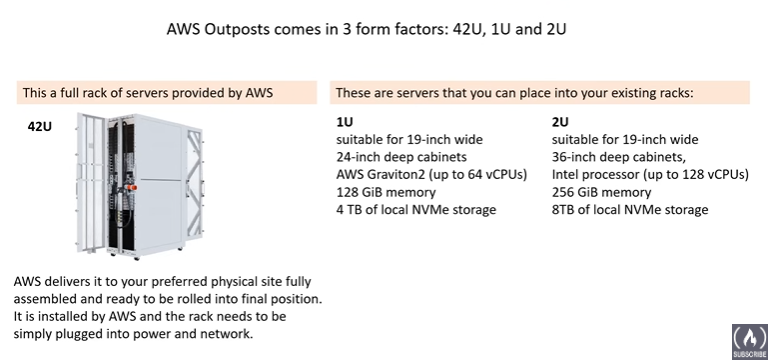 AWS Outposts comes in 3 form factors: 42U, 1U and 2U
This a full rack of servers provided by AWS
42U
AWS delivers it to your preferred physical site fully
assembled and ready to be rolled into final position.
It is installed by AWS and the rack needs to be
simply plugged into power and network.
These are servers that you can place into your existing racks:
1U
suitable for 19-inch wide
24-inch deep cabinets
AWS Graviton2 (up to 64 vCPUs)
128 GiB memory
4 TB of local NVMe storage
2U
suitable for 19-inch wide
36-inch deep cabinets,
Intel processor (up to 128 vCPUs)
256 GiB memory
8TB of local NVMe storage
SUBSCRIBE